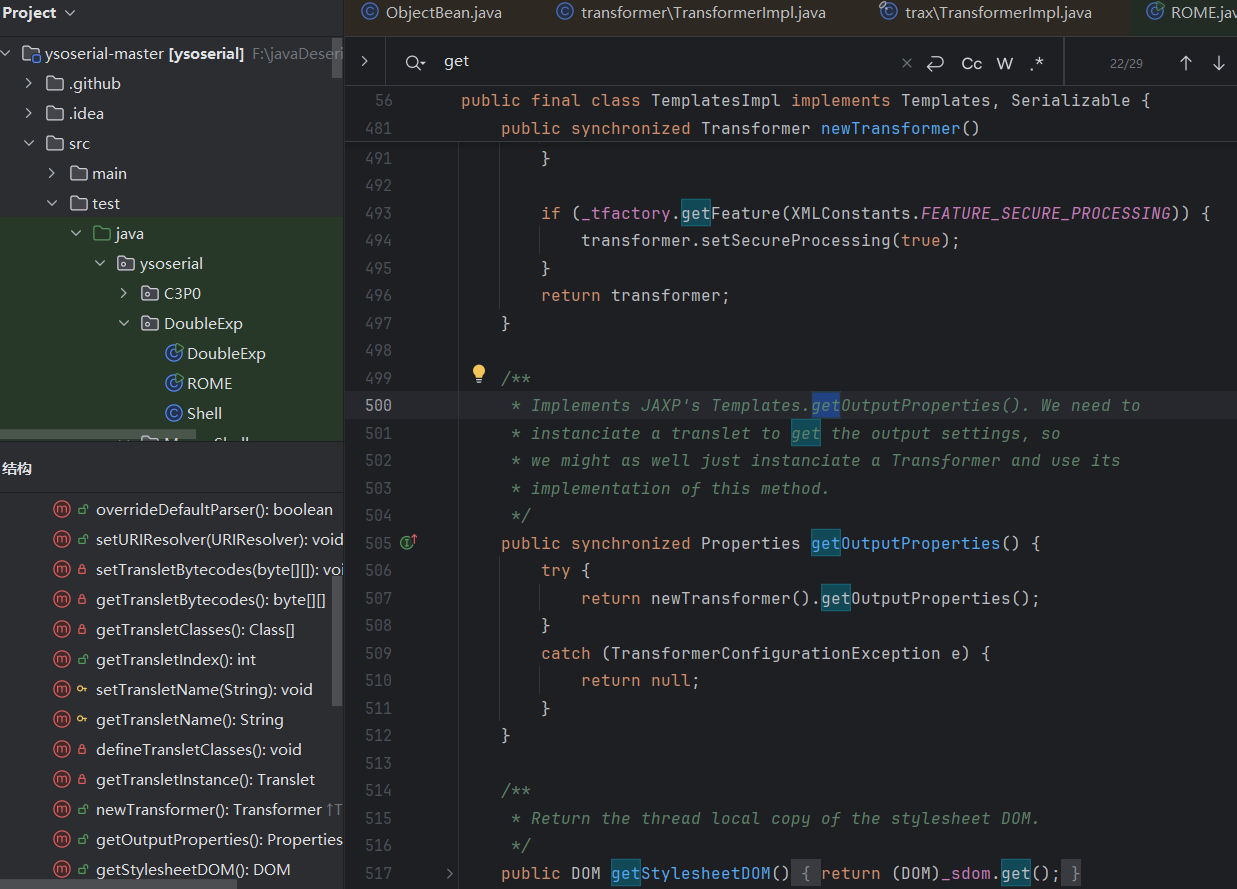 Project
ObjectBean.java
transformer\TransformerImpl.java
trax\TransformerImpl.java
ROME.jav
ysoserial-master [ysoserial] F:\javaDeseri
.github
.idea
src
main
test
java
ysoserial
C3P0
DoubleExp
DoubleExp
ROME
Shell
结构
overrideDefaultParser(): boolean
setURIResolver(URIResolver): void
setTransletBytecodes(byte[][]): voi
getTransletBytecodes(): byte[][]
getTransletClasses(): Class[]
getTransletIndex(): int
setTransletName(String): void
getTransletName(): String
defineTransletClasses(): void
getTransletInstance(): Translet
newTransformer(): Transformer ↑T
getOutputProperties(): Properties
getStylesheetDOM(): DOM
get
Cc W .*
22/29
56 public final class TemplatesImpl implements Templates, Serializable {
481 public synchronized Transformer newTransformer()
491 }
492
493 if (_tfactory.getFeature(XMLConstants.FEATURE_SECURE_PROCESSING)) {
494 transformer.setSecureProcessing(true);
495 }
496 return transformer;
497 }
498
499 /**
500 * Implements JAXP's Templates.getOutputProperties(). We need to
501 * instanciate a translet to get the output settings, so
502 * we might as well just instanciate a Transformer and use its
503 * implementation of this method.
504 */
505 public synchronized Properties getOutputProperties() {
506 try {
507 return newTransformer().getOutputProperties();
508 }
509 catch (TransformerConfigurationException e) {
510 return null;
511 }
512 }
513
514 /**
515 * Return the thread local copy of the stylesheet DOM.
516 */
517 public DOM getStylesheetDOM() { return (DOM)_sdom.get(); }